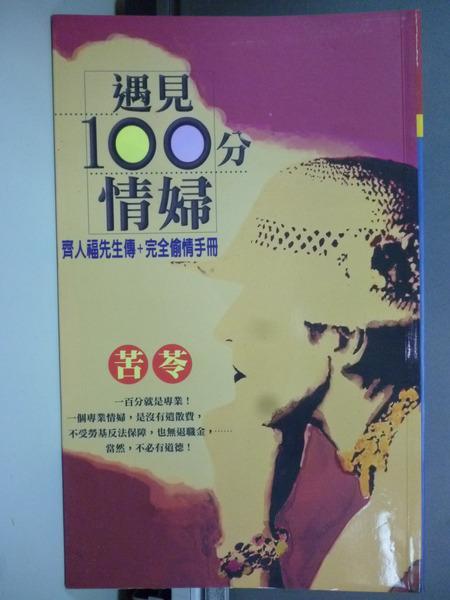 遇見
100分
情婦
齊人福先生傳+完全偷情手冊
苦苓
一百分就是專業！
一個專業情婦，是沒有遣散費，
不受勞基反法保障，也無退職金，……
當然，不必有道德！